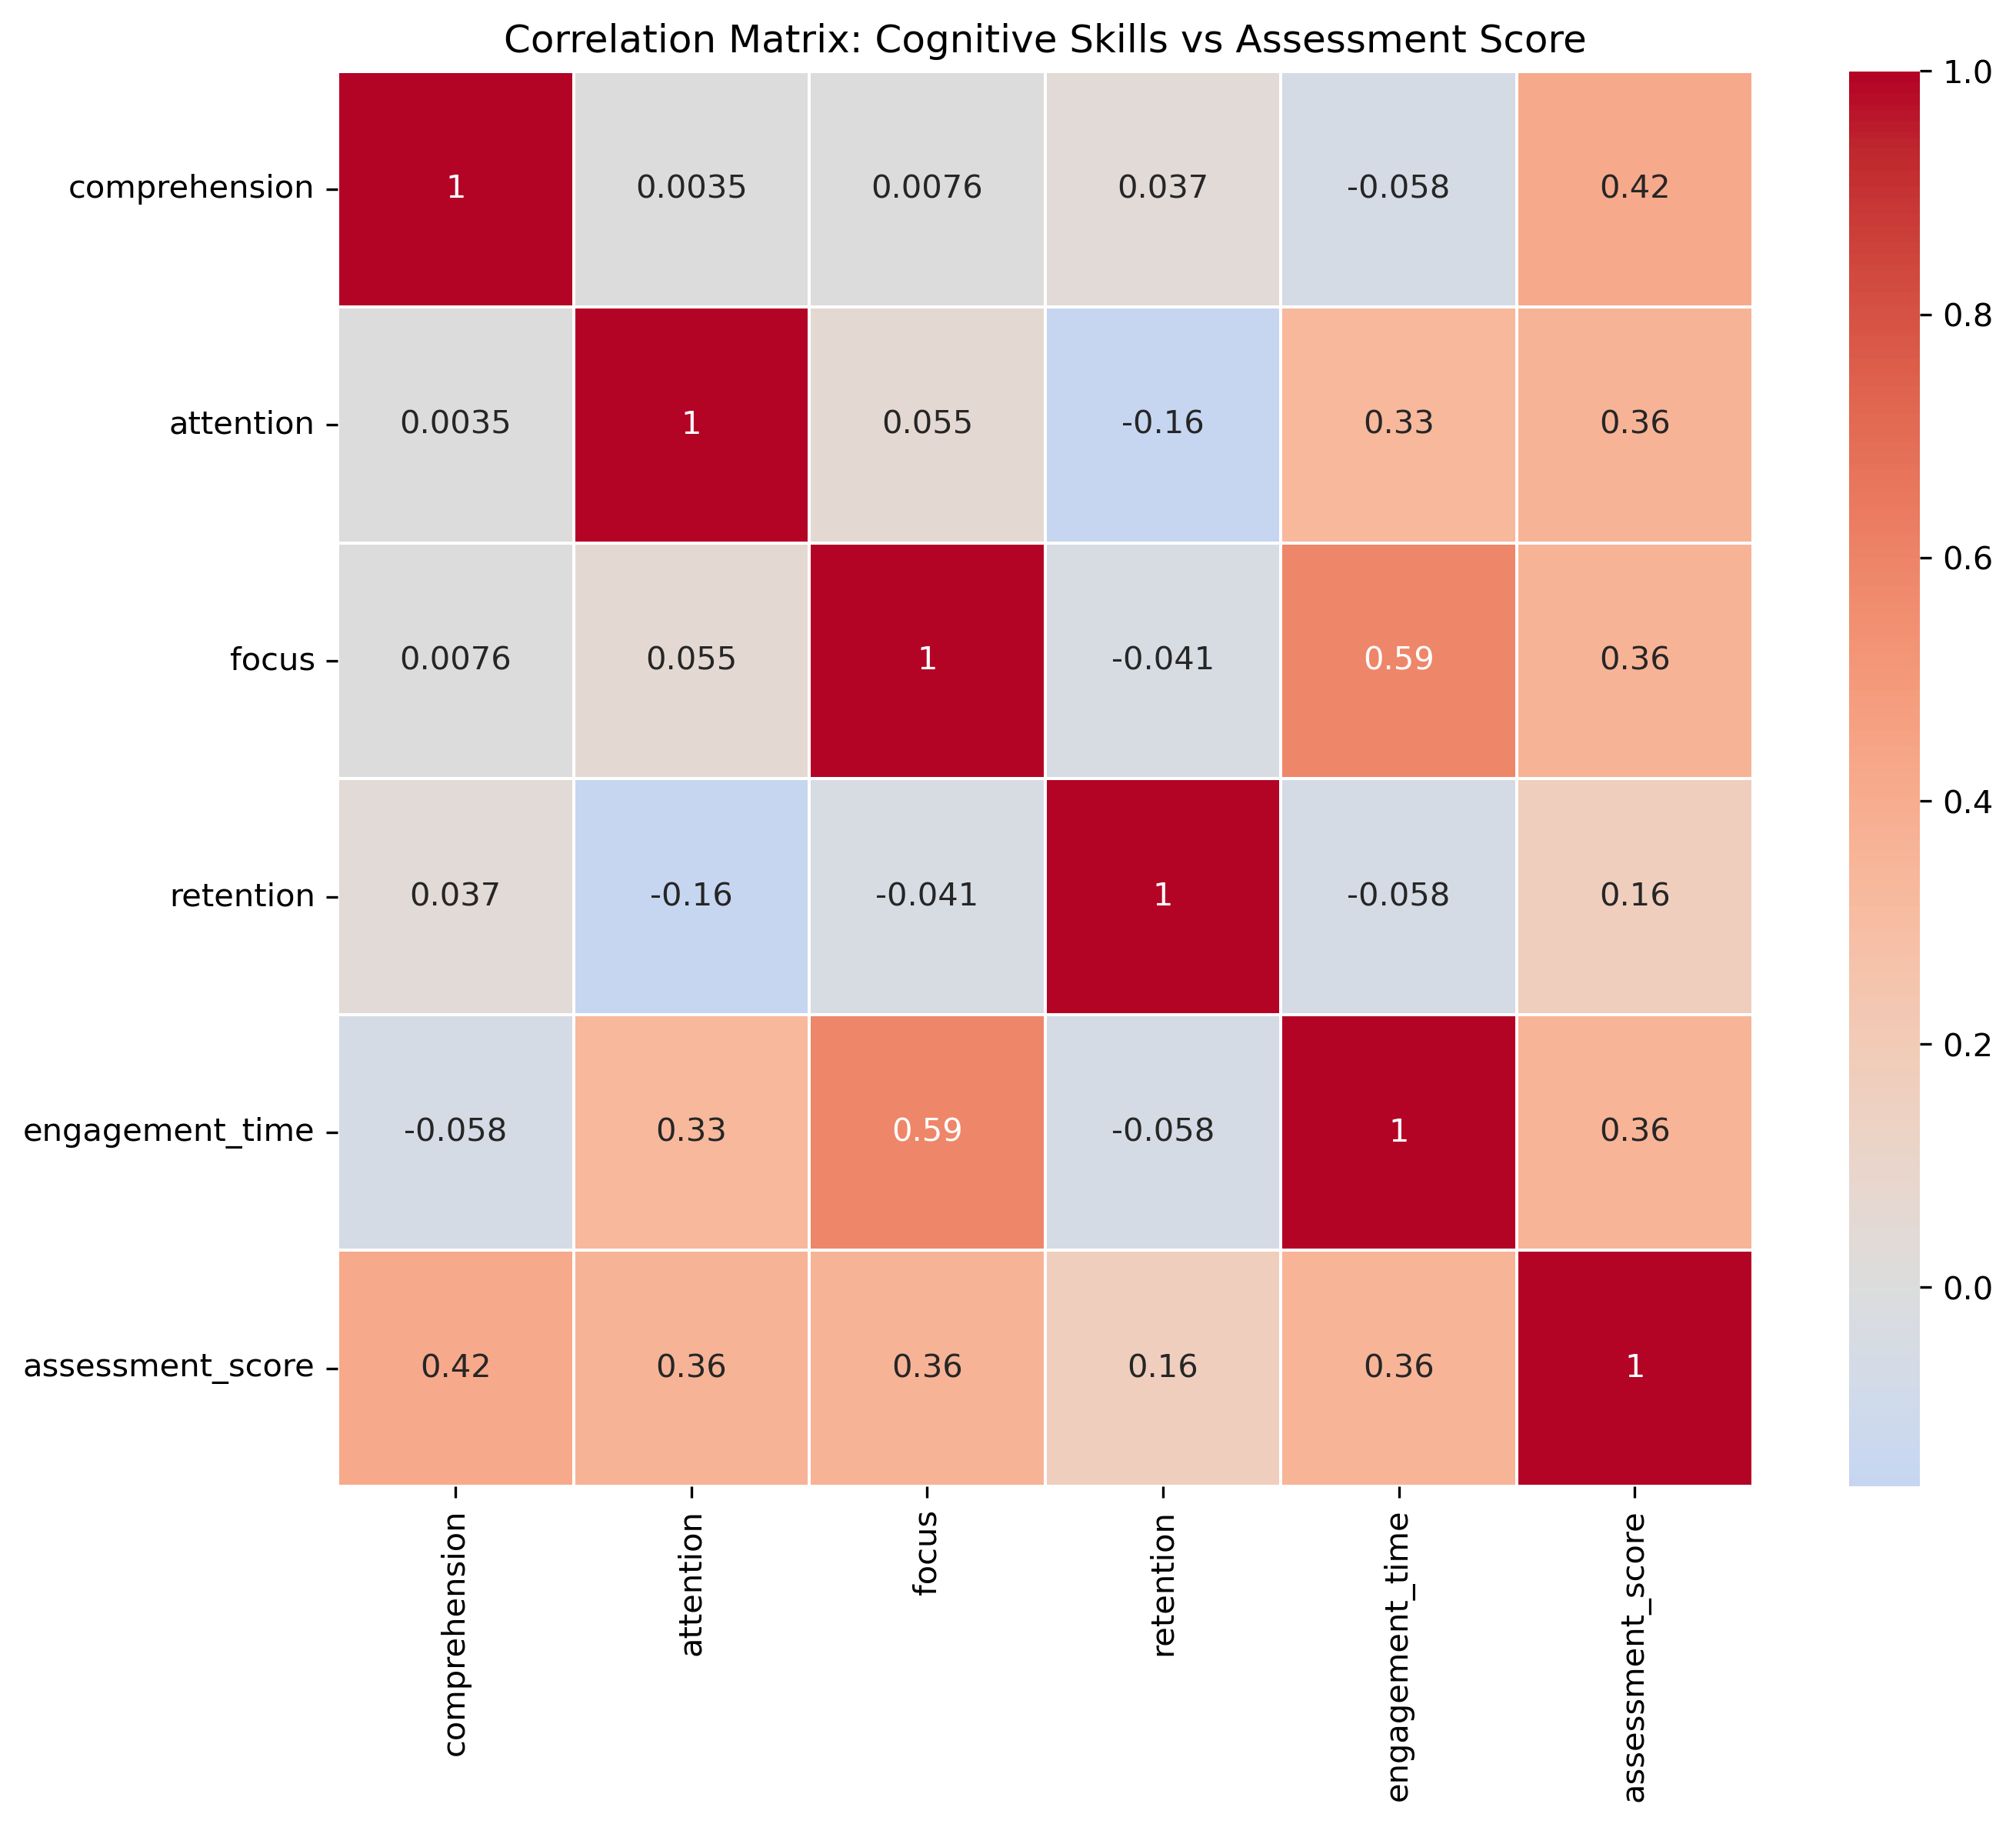 Correlation Matrix: Cognitive Skills vs Assessment Score
comprehension 1 0.0035 0.0076 0.037 -0.058 0.42
attention 0.0035 1 0.055 -0.16 0.33 0.36
focus 0.0076 0.055 1 -0.041 0.59 0.36
retention 0.037 -0.16 -0.041 1 -0.058 0.16
engagement_time -0.058 0.33 0.59 -0.058 1 0.36
assessment_score 0.42 0.36 0.36 0.16 0.36 1
comprehension
attention
focus
retention
engagement_time
assessment_score
1.0
0.8
0.6
0.4
0.2
0.0